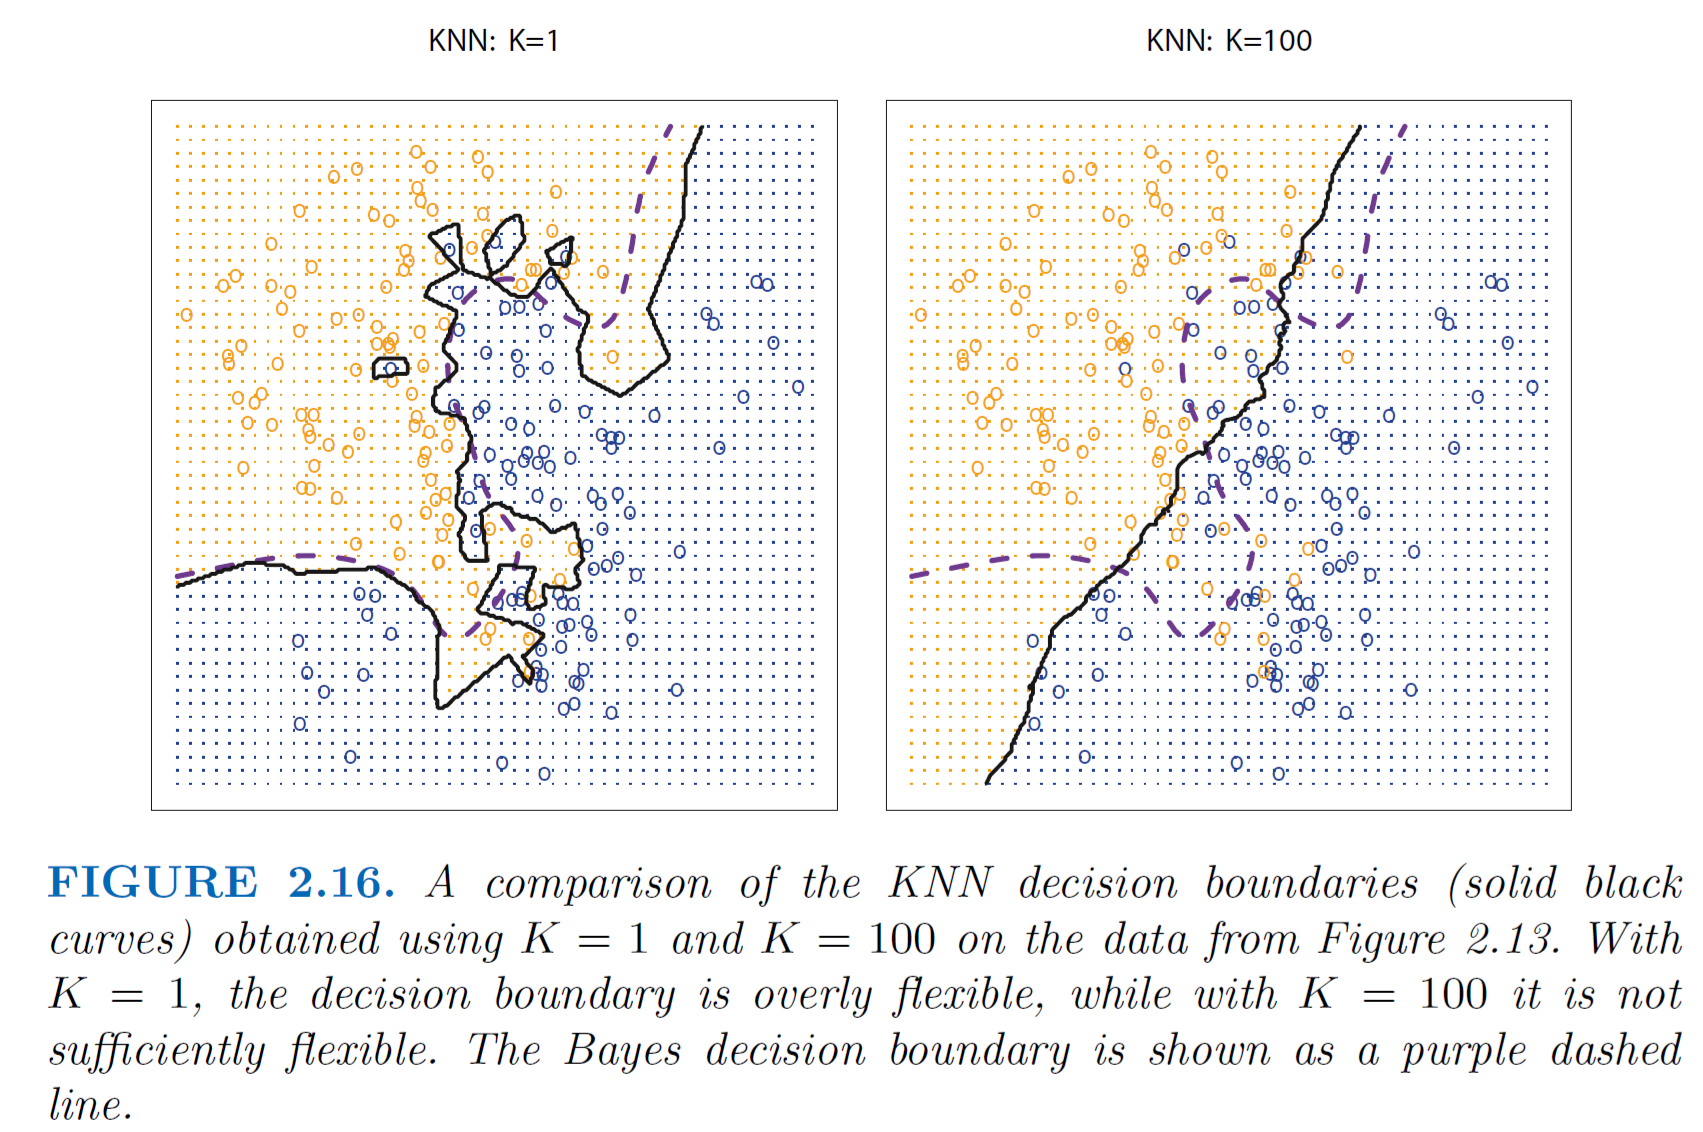 KNN: K=1
KNN: K=100
FIGURE 2.16. A comparison of the KNN decision boundaries (solid black
curves) obtained using K = 1 and K = 100 on the data from Figure 2.13. With
K = 1, the decision boundary is overly flexible, while with K = 100 it is not
sufficiently flexible. The Bayes decision boundary is shown as a purple dashed
line.